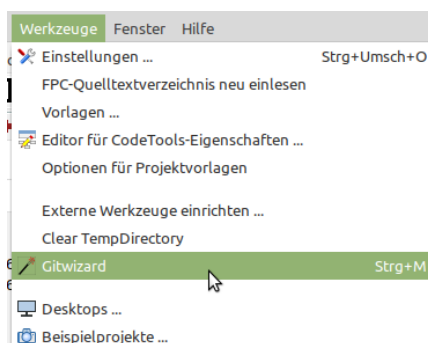 Werkzeuge Fenster Hilfe
Einstellungen ... Strg+Umsch+O
FPC-Quelltextverzeichnis neu einlesen
Vorlagen ...
Editor für CodeTools-Eigenschaften ...
Optionen für Projektvorlagen
Externe Werkzeuge einrichten ...
Clear TempDirectory
Gitwizard Strg+M
Desktops ...
Beispielprojekte ...